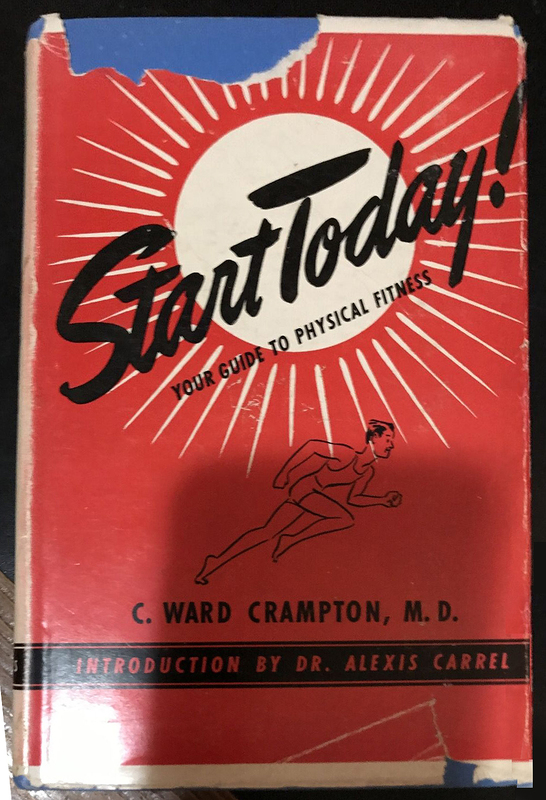 Start Today!
YOUR GUIDE TO PHYSICAL FITNESS
C. WARD CRAMPTON, M.D.
INTRODUCTION BY DR. ALEXIS CARREL